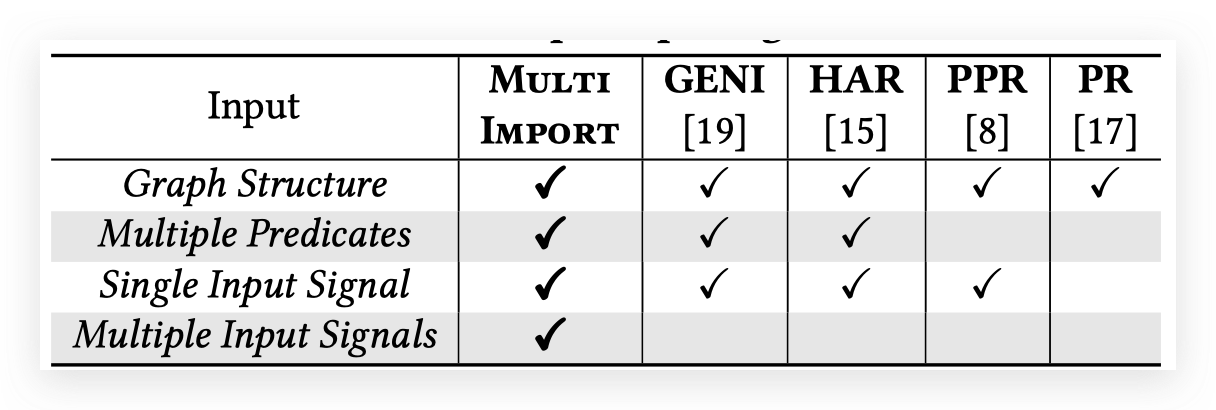 Input MULTI IMPORT GENI [19] HAR [15] PPR [8] PR [17]
Graph Structure ✓ ✓ ✓ ✓ ✓
Multiple Predicates ✓ ✓ ✓
Single Input Signal ✓ ✓ ✓ ✓
Multiple Input Signals ✓